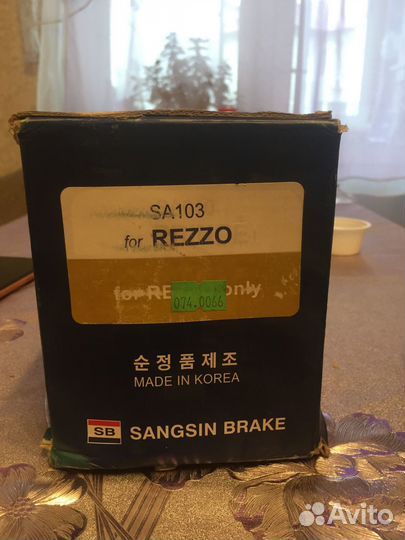 SA103
for REZZO
for RE only
074.0066
순정품제조
MADE IN KOREA
SB SANGSIN BRAKE
Avito